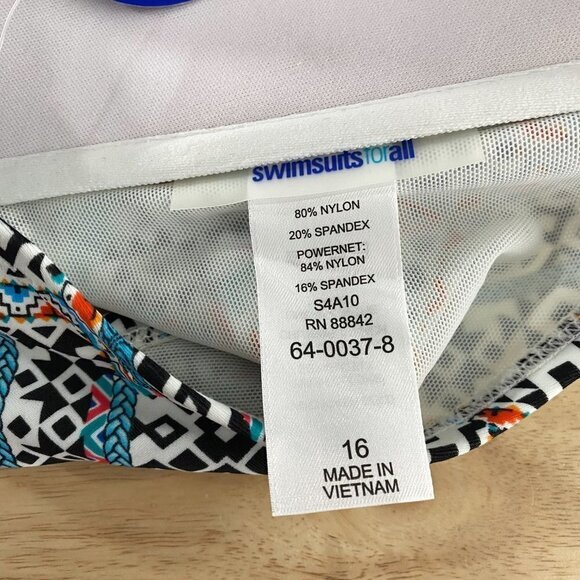 swimsuitsforall
80% NYLON
20% SPANDEX
POWERNET:
84% NYLON
16% SPANDEX
S4A10
RN 88842
64-0037-8
16
MADE IN
VIETNAM